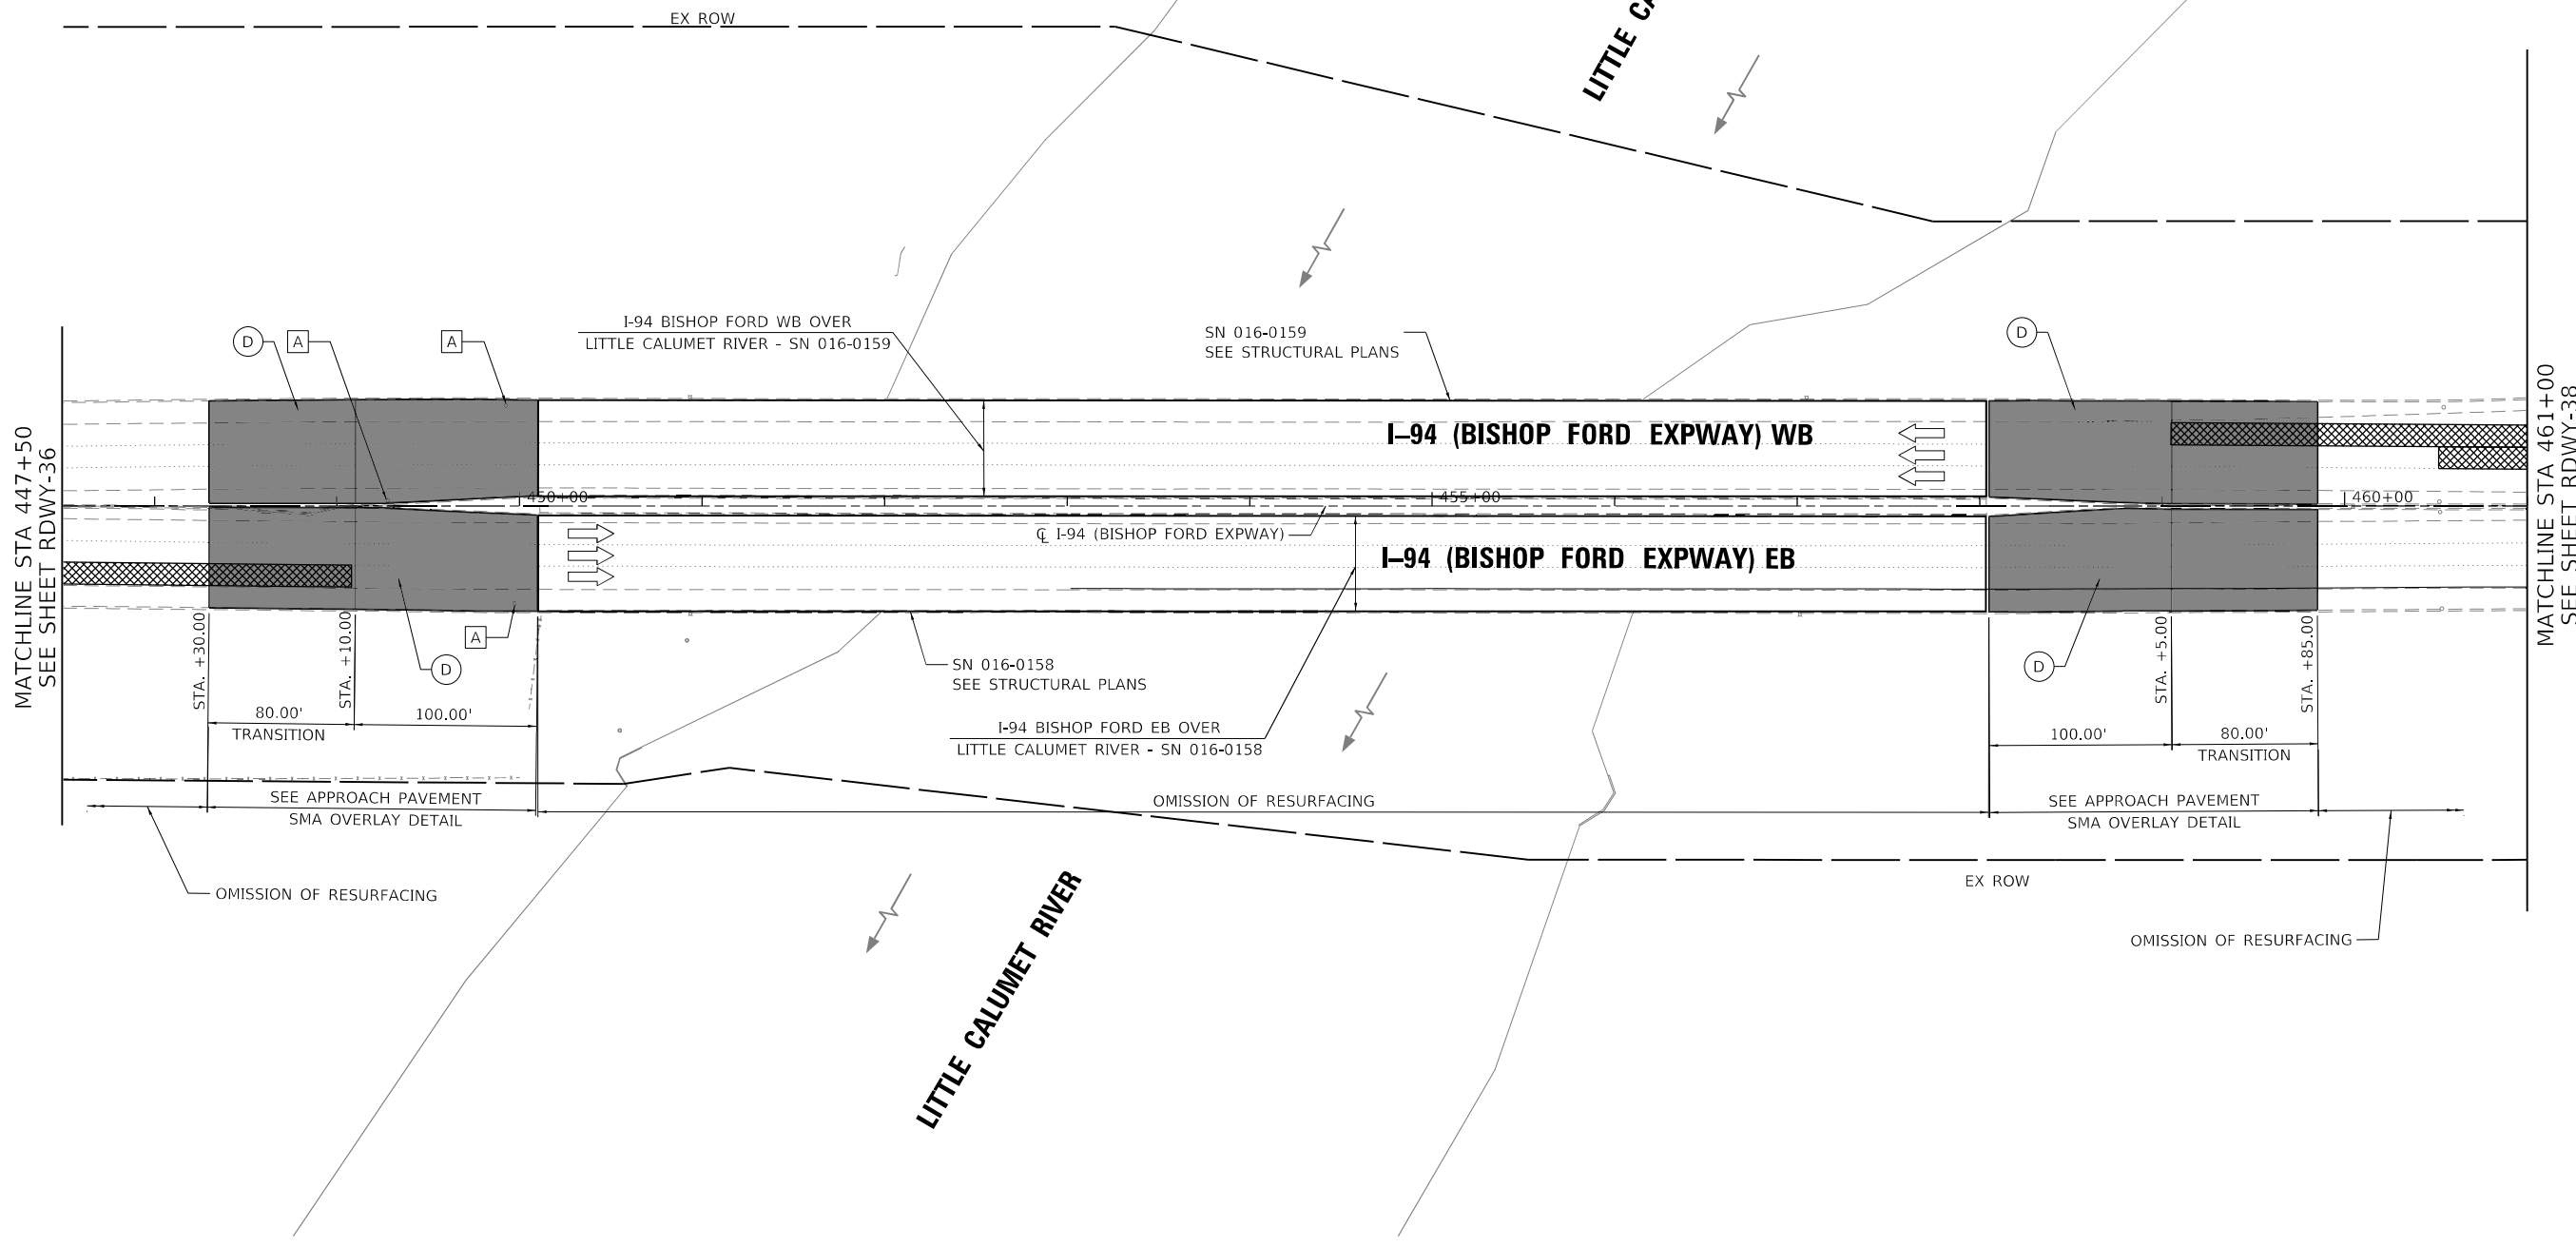 EX ROW
LITTLE CA
I-94 BISHOP FORD WB OVER
LITTLE CALUMET RIVER - SN 016-0159
SN 016-0159
SEE STRUCTURAL PLANS
D
A
A
D
MATCHLINE STA 447+50
SEE SHEET RDWY-36
MATCHLINE STA 461+00
SEE SHEET RDWY-38
I-94 (BISHOP FORD EXPWAY) WB
450+00
455+00
460+00
℄ I-94 (BISHOP FORD EXPWAY)
I-94 (BISHOP FORD EXPWAY) EB
A
D
D
STA. +30.00
STA. +10.00
STA. +5.00
STA. +85.00
SN 016-0158
SEE STRUCTURAL PLANS
80.00'
TRANSITION
100.00'
I-94 BISHOP FORD EB OVER
LITTLE CALUMET RIVER - SN 016-0158
100.00'
80.00'
TRANSITION
SEE APPROACH PAVEMENT
SMA OVERLAY DETAIL
OMISSION OF RESURFACING
SEE APPROACH PAVEMENT
SMA OVERLAY DETAIL
OMISSION OF RESURFACING
EX ROW
OMISSION OF RESURFACING
LITTLE CALUMET RIVER